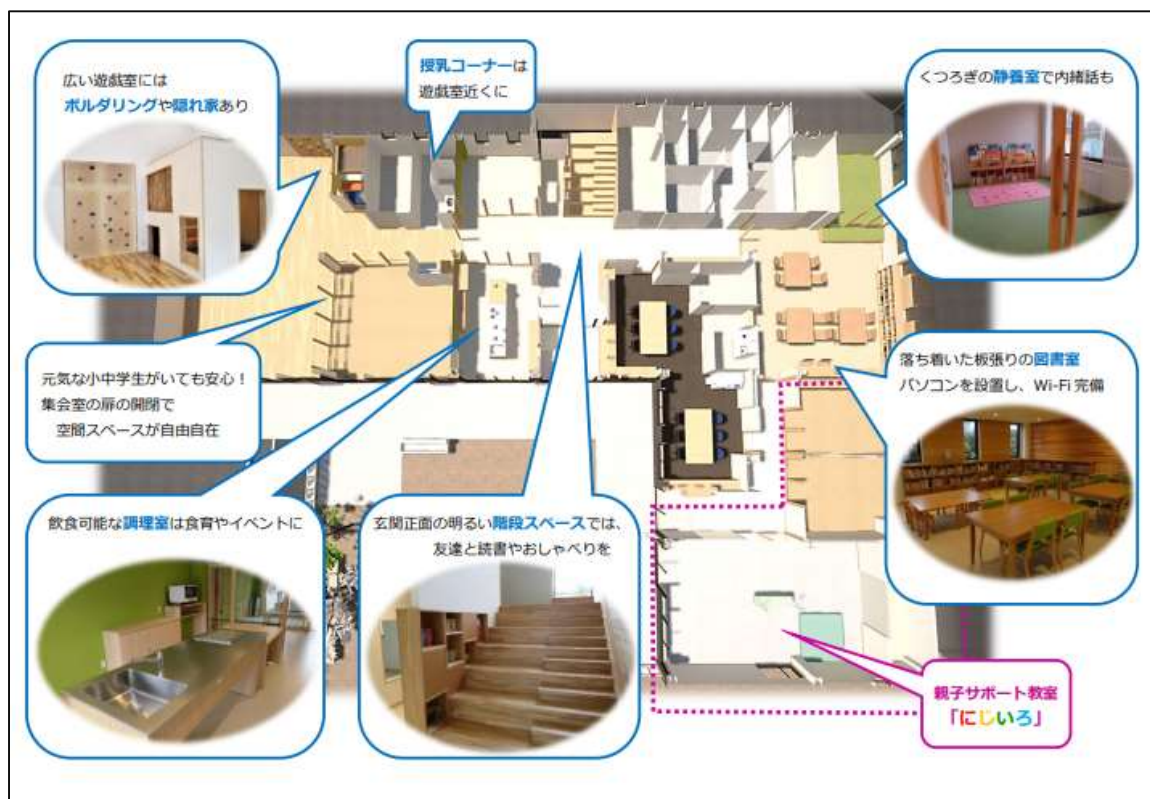 広い遊戯室には
ボルダリングや隠れ家あり
授乳コーナーは
遊戯室近くに
くつろぎの静養室で内緒話も
元気な小中学生がいても安心！
集会室の扉の開閉で
空間スペースが自由自在
落ち着いた板張りの図書室
パソコンを設置し、Wi-Fi 完備
飲食可能な調理室は食育やイベントに
玄関正面の明るい階段スペースでは、
友達と読書やおしゃべりを
親子サポート教室
「にじいろ」